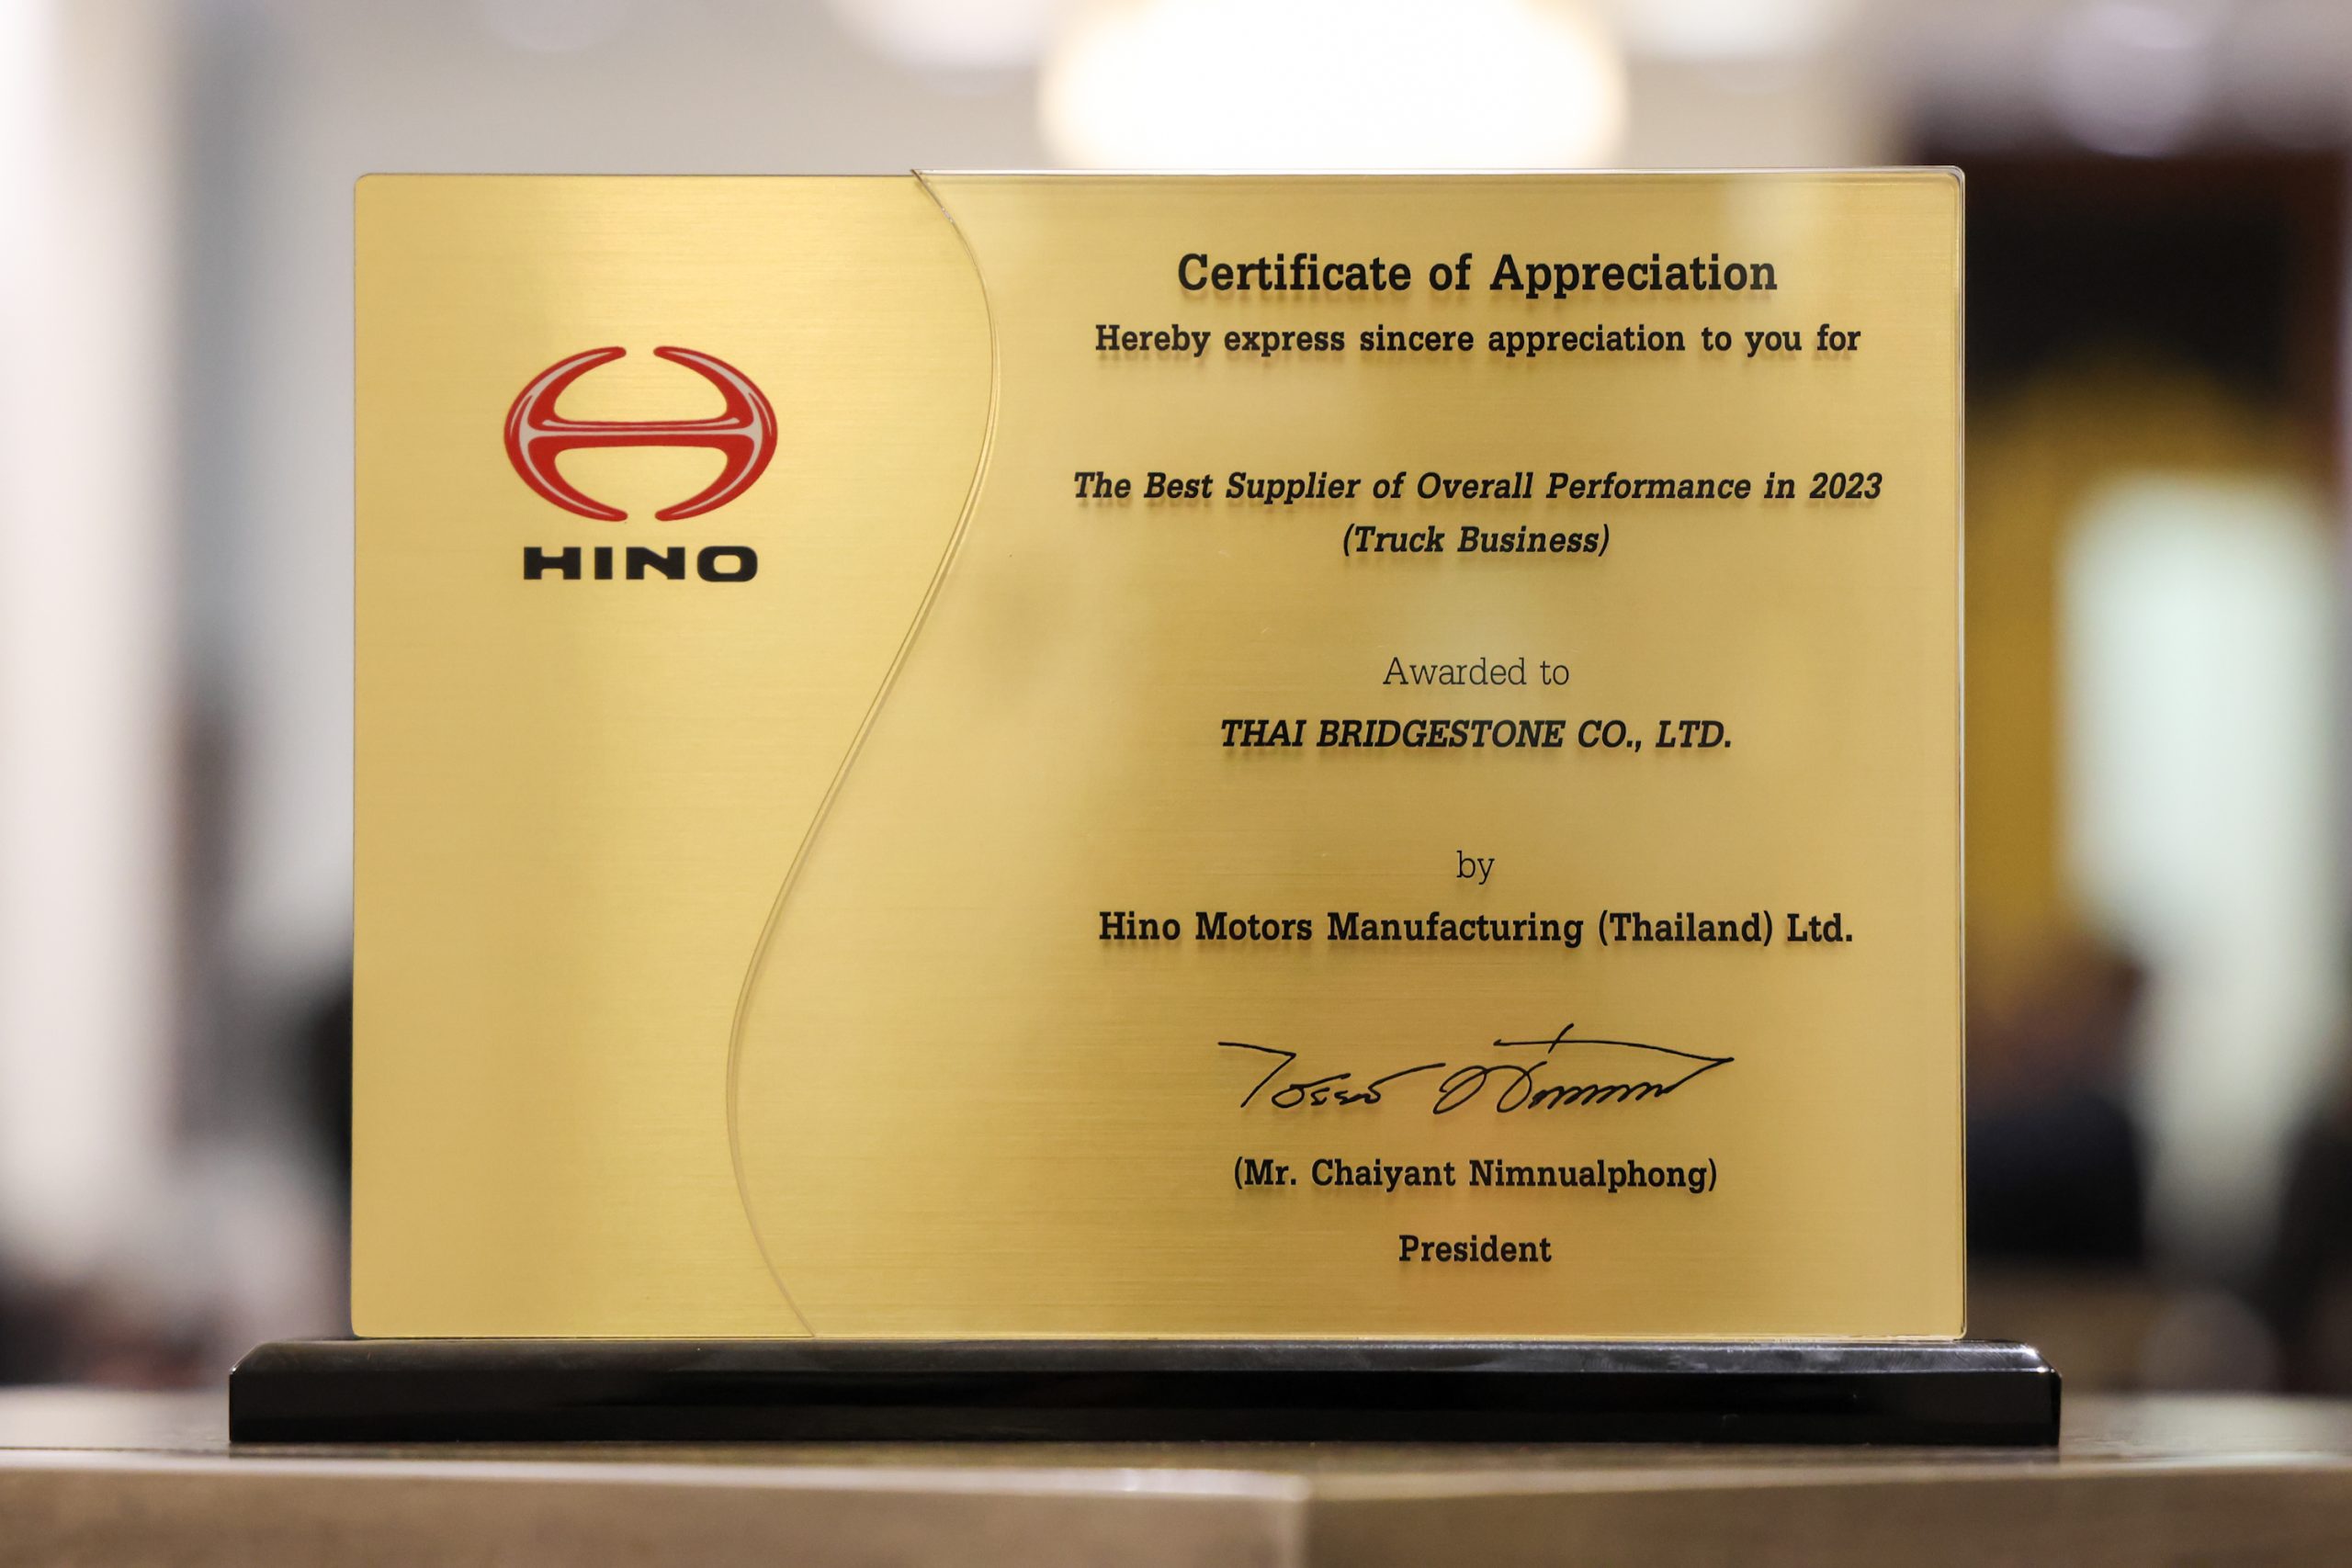 HINO
Certificate of Appreciation
Hereby express sincere appreciation to you for
The Best Supplier of Overall Performance in 2023
(Truck Business)
Awarded to
THAI BRIDGESTONE CO., LTD.
by
Hino Motors Manufacturing (Thailand) Ltd.
(Mr. Chaiyant Nimnualphong)
President